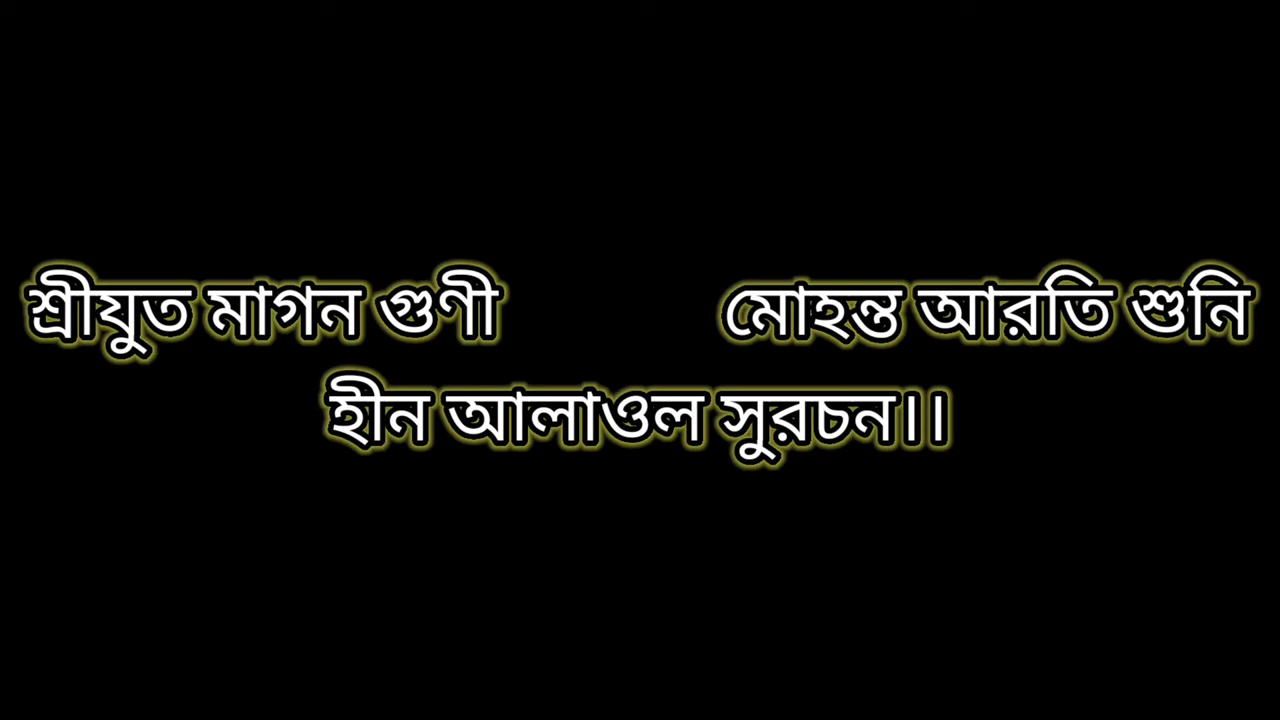 শ্রীযুত মাগন গুণী মোহন্ত আরতি শুনি
হীন আলাওল সুরচন।।